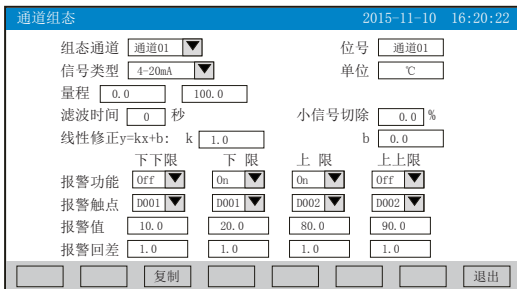 通道组态 2015-11-10 16:20:22
组态通道 通道01 位号 通道01
信号类型 4-20mA 单位 ℃
量程 0.0 100.0
滤波时间 0 秒 小信号切除 0.0 %
线性修正y=kx+b: k 1.0 b 0.0
下下限 下 限 上 限 上上限
报警功能 Off On On Off
报警触点 D001 D001 D002 D002
报警值 10.0 20.0 80.0 90.0
报警回差 1.0 1.0 1.0 1.0
复制 退出